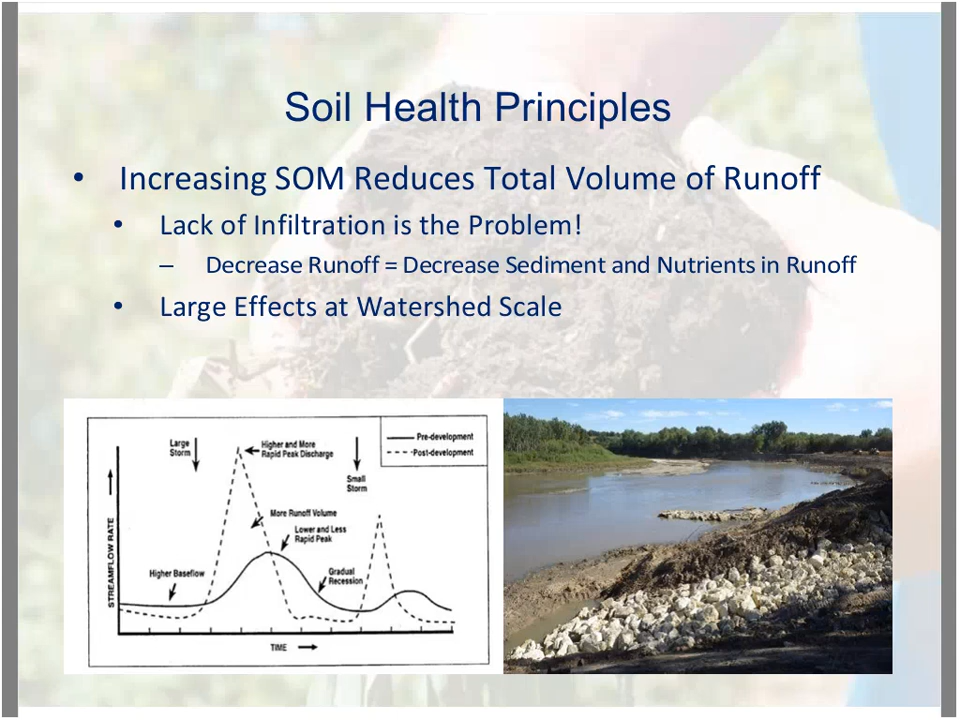 Soil Health Principles
• Increasing SOM Reduces Total Volume of Runoff
• Lack of Infiltration is the Problem!
– Decrease Runoff = Decrease Sediment and Nutrients in Runoff
• Large Effects at Watershed Scale
Large
Storm
Higher and More
Rapid Peak Discharge
Pre-development
Post-development
Small
Storm
More Runoff Volume
Lower and Less
Rapid Peak
Higher Baseflow
Gradual
Recession
STREAMFLOW RATE
TIME